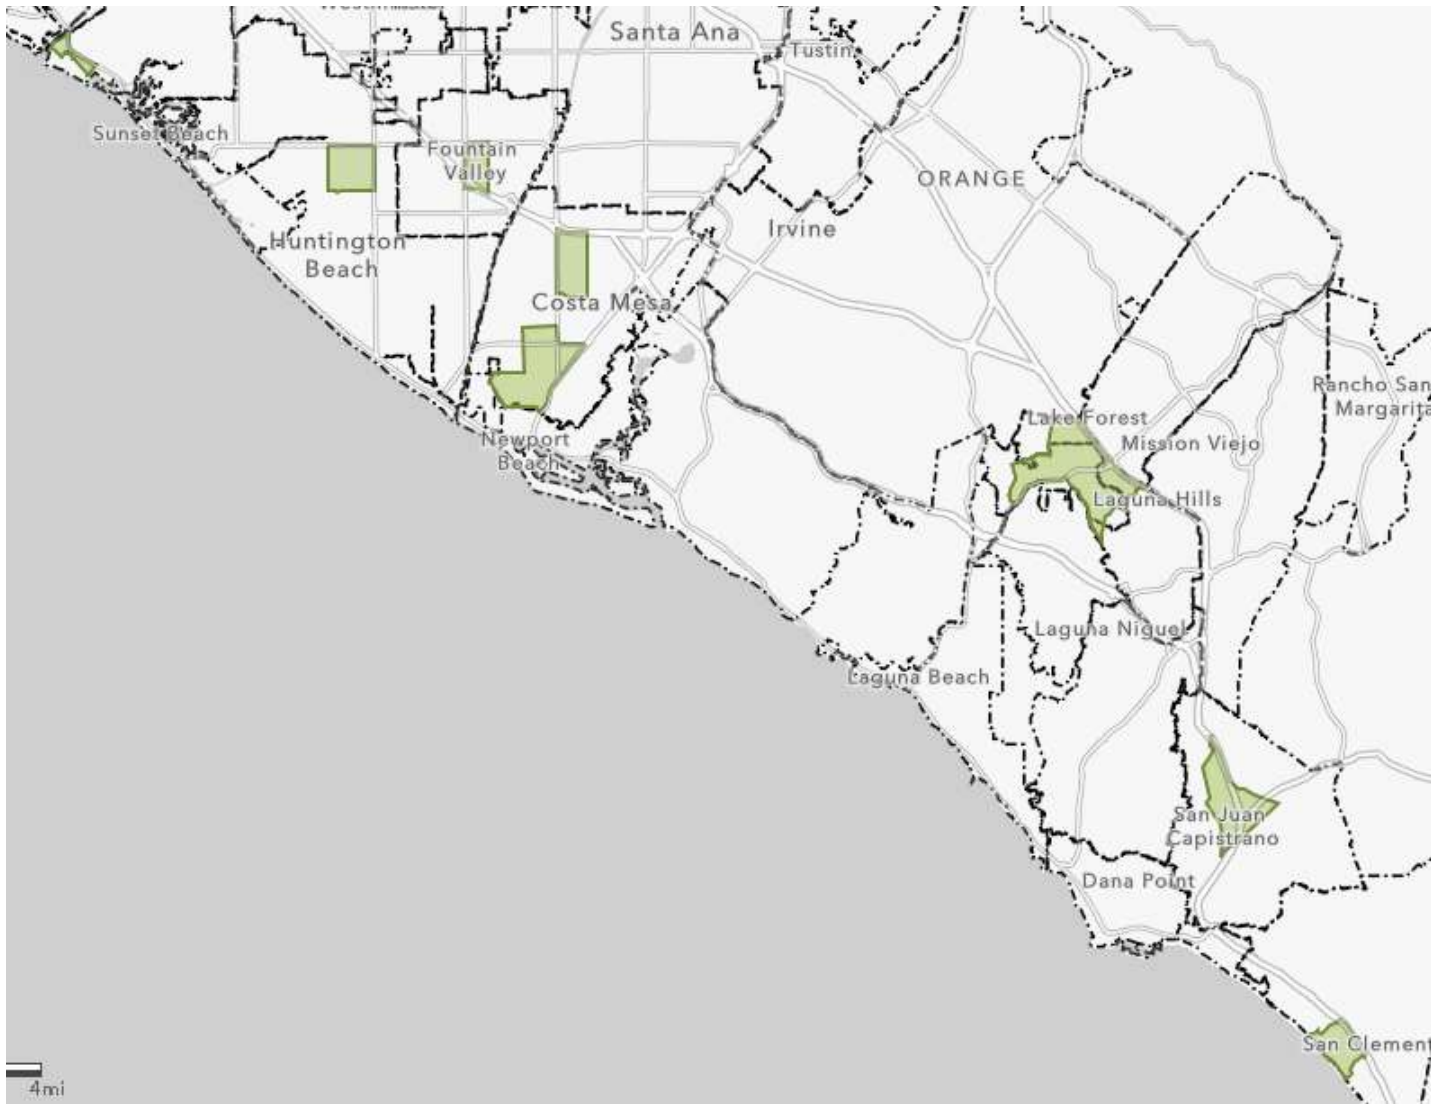 Santa Ana
Tustin
Sunset Beach
Fountain
Valley
ORANGE
Irvine
Huntington
Beach
Costa Mesa
Rancho San
Margarita
Lake Forest
Mission Viejo
Newport
Beach
Laguna Hills
Laguna Niguel
Laguna Beach
San Juan
Capistrano
Dana Point
San Clement
4mi